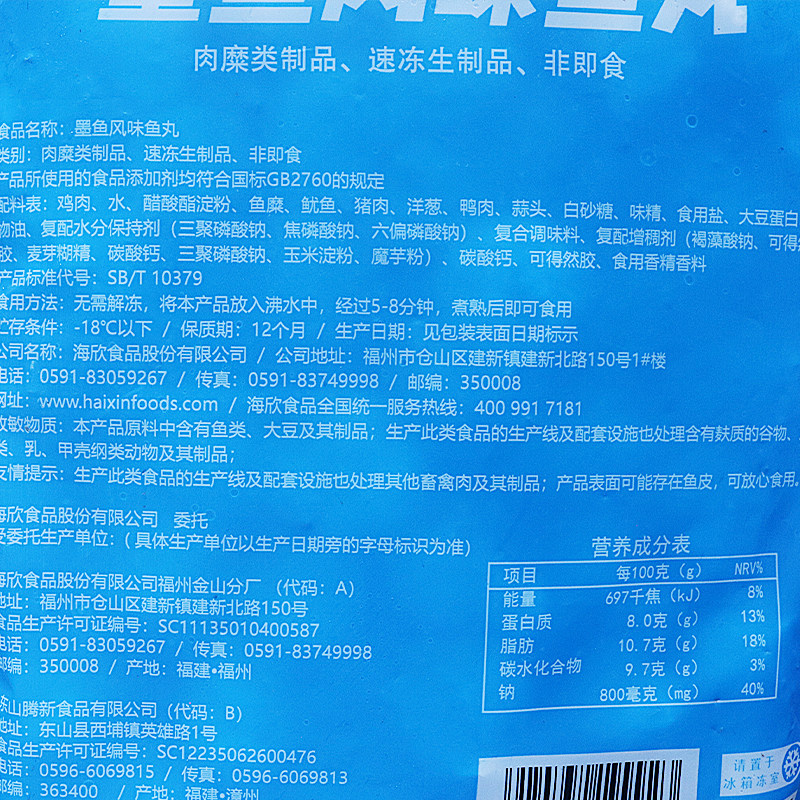 墨鱼风味鱼丸
肉糜类制品、速冻生制品、非即食
食品名称：墨鱼风味鱼丸
类别：肉糜类制品、速冻生制品、非即食
产品所使用的食品添加剂均符合国标GB2760的规定
配料表：鸡肉、水、醋酸酯淀粉、鱼糜、鱿鱼、猪肉、洋葱、鸭肉、蒜头、白砂糖、味精、食用盐、大豆蛋白
物油、复配水分保持剂（三聚磷酸钠、焦磷酸钠、六偏磷酸钠）、复合调味料、复配增稠剂（褐藻酸钠、可得然
胶、麦芽糊精、碳酸钙、三聚磷酸钠、玉米淀粉、魔芋粉）、碳酸钙、可得然胶、食用香精香料
产品标准代号：SB/T 10379
食用方法：无需解冻，将本产品放入沸水中，经过5-8分钟，煮熟后即可食用
贮存条件：-18℃以下 / 保质期：12个月 / 生产日期：见包装表面日期标示
公司名称：海欣食品股份有限公司 / 公司地址：福州市仓山区建新镇建新北路150号1#楼
电话：0591-83059267 / 传真：0591-83749998 / 邮编：350008
网址：www.haixinfoods.com / 海欣食品全国统一服务热线：400 991 7181
致敏物质：本产品原料中含有鱼类、大豆及其制品；生产此类食品的生产线及配套设施也处理含有麸质的谷物、
类、乳、甲壳纲类动物及其制品；
友情提示：生产此类食品的生产线及配套设施也处理其他畜禽肉及其制品；产品表面可能存在鱼皮，可放心食用。
海欣食品股份有限公司 委托
受委托生产单位：（具体生产单位以生产日期旁的字母标识为准）
海欣食品股份有限公司福州金山分厂 （代码：A）
地址：福州市仓山区建新镇建新北路150号
食品生产许可证编号：SC11135010400587
电话：0591-83059267 / 传真：0591-83749998
邮编：350008 / 产地：福建•福州
东山腾新食品有限公司（代码：B）
地址：东山县西埔镇英雄路1号
食品生产许可证编号：SC12235062600476
电话：0596-6069815 / 传真：0596-6069813
邮编：363400 / 产地：福建•漳州
营养成分表
项目 每100克（g） NRV%
能量 697千焦（kJ） 8%
蛋白质 8.0克（g） 13%
脂肪 10.7克（g） 18%
碳水化合物 9.7克（g） 3%
钠 800毫克（mg） 40%
请置于
冰箱冻室